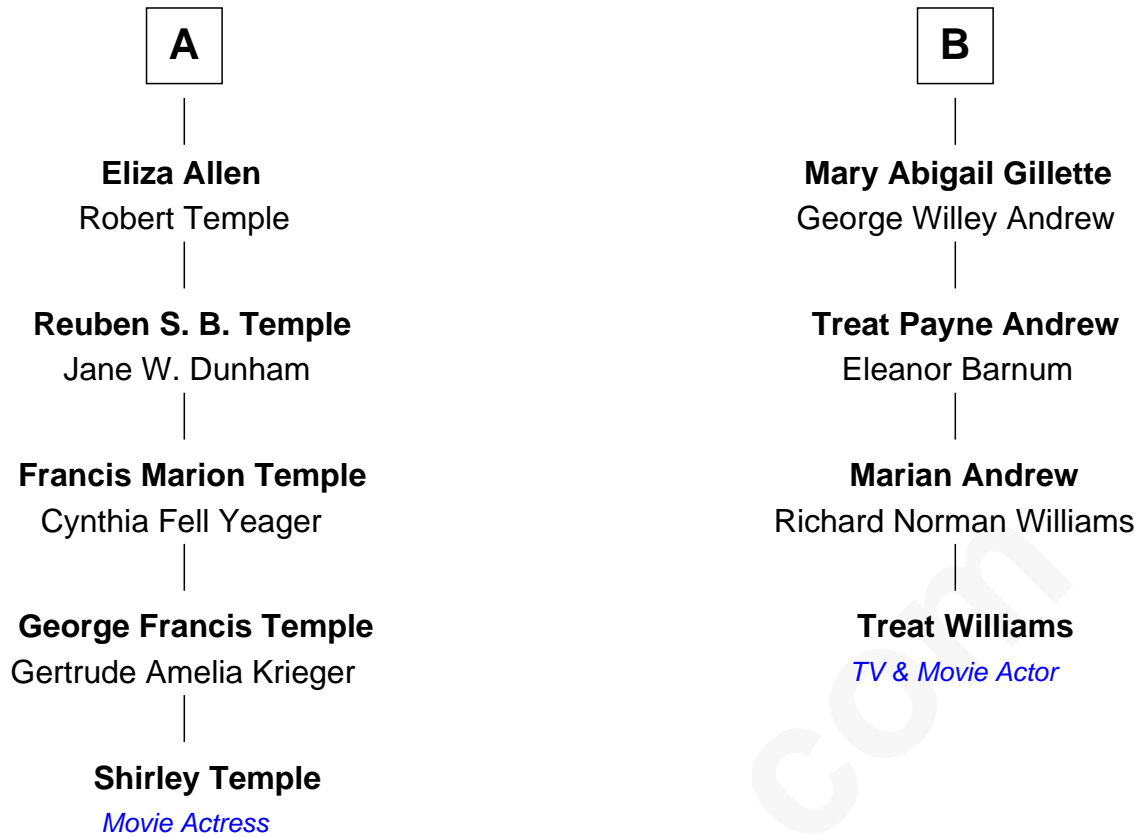 A
Eliza Allen
Robert Temple
Reuben S. B. Temple
Jane W. Dunham
Francis Marion Temple
Cynthia Fell Yeager
George Francis Temple
Gertrude Amelia Krieger
Shirley Temple
Movie Actress
B
Mary Abigail Gillette
George Willey Andrew
Treat Payne Andrew
Eleanor Barnum
Marian Andrew
Richard Norman Williams
Treat Williams
TV & Movie Actor
com